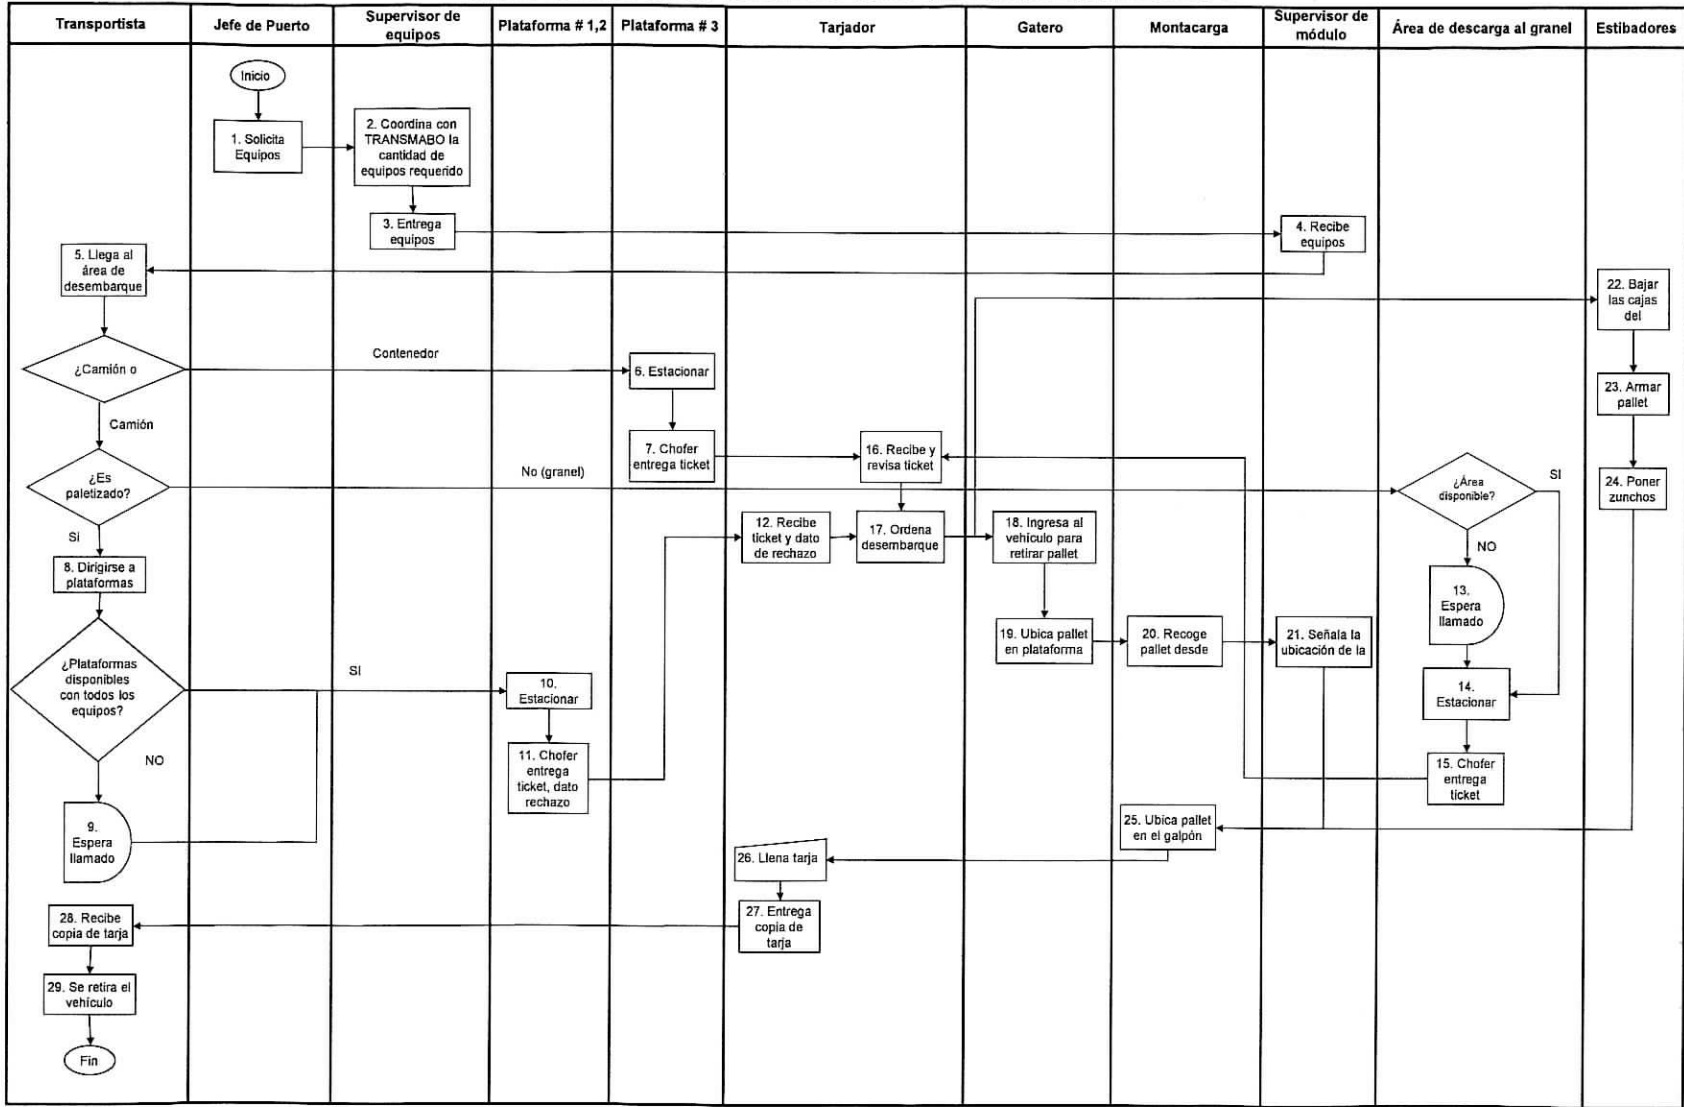 Transportista
Jefe de Puerto
Supervisor de
equipos
Plataforma # 1,2
Plataforma # 3
Tarjador
Gatero
Montacarga
Supervisor de
módulo
Área de descarga al granel
Estibadores
Inicio
1. Solicita
Equipos
2. Coordina con
TRANSMABO la
cantidad de
equipos requerido
3. Entrega
equipos
4. Recibe
equipos
5. Llega al
área de
desembarque
22. Bajar
las cajas
del
¿Camión o
Contenedor
6. Estacionar
23. Armar
pallet
Camión
7. Chofer
entrega ticket
16. Recibe y
revisa ticket
¿Es
paletizado?
No (granel)
¿Área
disponible?
SI
24. Poner
zunchos
Sí
12. Recibe
ticket y dato
de rechazo
17. Ordena
desembarque
18. Ingresa al
vehículo para
retirar pallet
NO
8. Dirigirse a
plataformas
13.
Espera
llamado
19. Ubica pallet
en plataforma
20. Recoge
pallet desde
21. Señala la
ubicación de la
¿Plataformas
disponibles
con todos los
equipos?
SI
10.
Estacionar
14.
Estacionar
NO
11. Chofer
entrega
ticket, dato
rechazo
15. Chofer
entrega
ticket
9.
Espera
llamado
25. Ubica pallet
en el galpón
26. Llena tarja
28. Recibe
copia de tarja
27. Entrega
copia de
tarja
29. Se retira el
vehículo
Fin